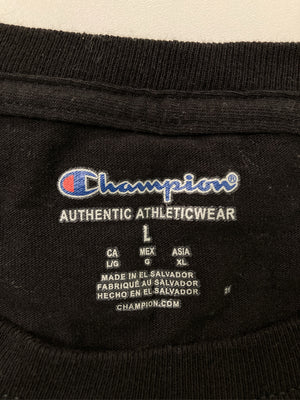 Champion®
AUTHENTIC ATHLETICWEAR
L
CA MEX ASIA
L/G G XL
MADE IN EL SALVADOR
FABRIQUÉ AU SALVADOR
HECHO EN EL SALVADOR
CHAMPION.COM